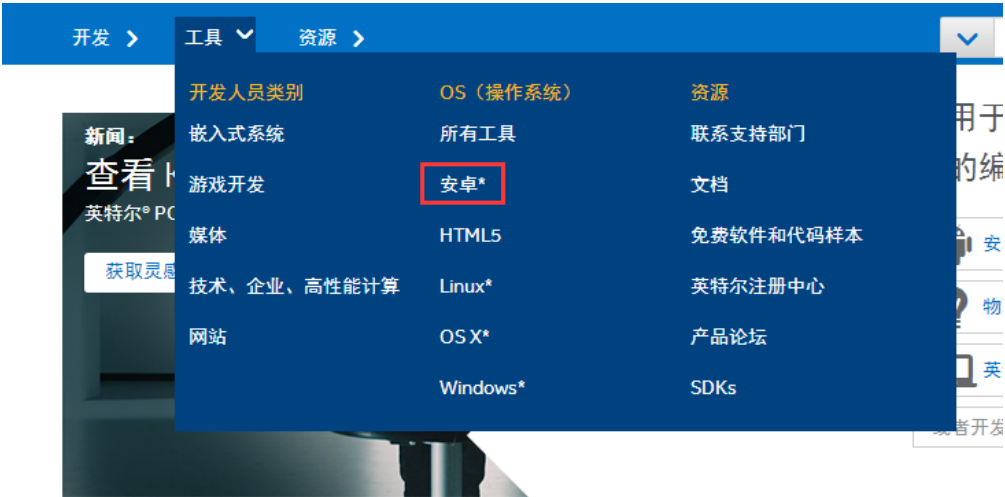 开发
工具
资源
开发人员类别
嵌入式系统
游戏开发
媒体
技术、企业、高性能计算
网站
OS（操作系统）
所有工具
安卓*
HTML5
Linux*
OS X*
Windows*
资源
联系支持部门
文档
免费软件和代码样本
英特尔注册中心
产品论坛
SDKs
新闻：
查看
英特尔® PC
获取灵感
用于
的编
安
物
英
或者开发